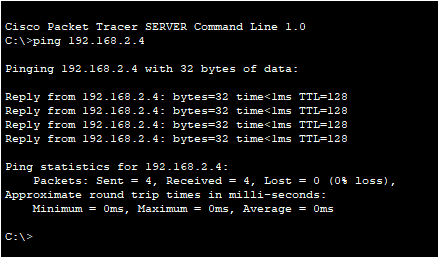 Cisco Packet Tracer SERVER Command Line 1.0
C:\>ping 192.168.2.4
Pinging 192.168.2.4 with 32 bytes of data:
Reply from 192.168.2.4: bytes=32 time<1ms TTL=128
Reply from 192.168.2.4: bytes=32 time<1ms TTL=128
Reply from 192.168.2.4: bytes=32 time<1ms TTL=128
Reply from 192.168.2.4: bytes=32 time<1ms TTL=128
Ping statistics for 192.168.2.4:
    Packets: Sent = 4, Received = 4, Lost = 0 (0% loss),
Approximate round trip times in milli-seconds:
    Minimum = 0ms, Maximum = 0ms, Average = 0ms
C:\>